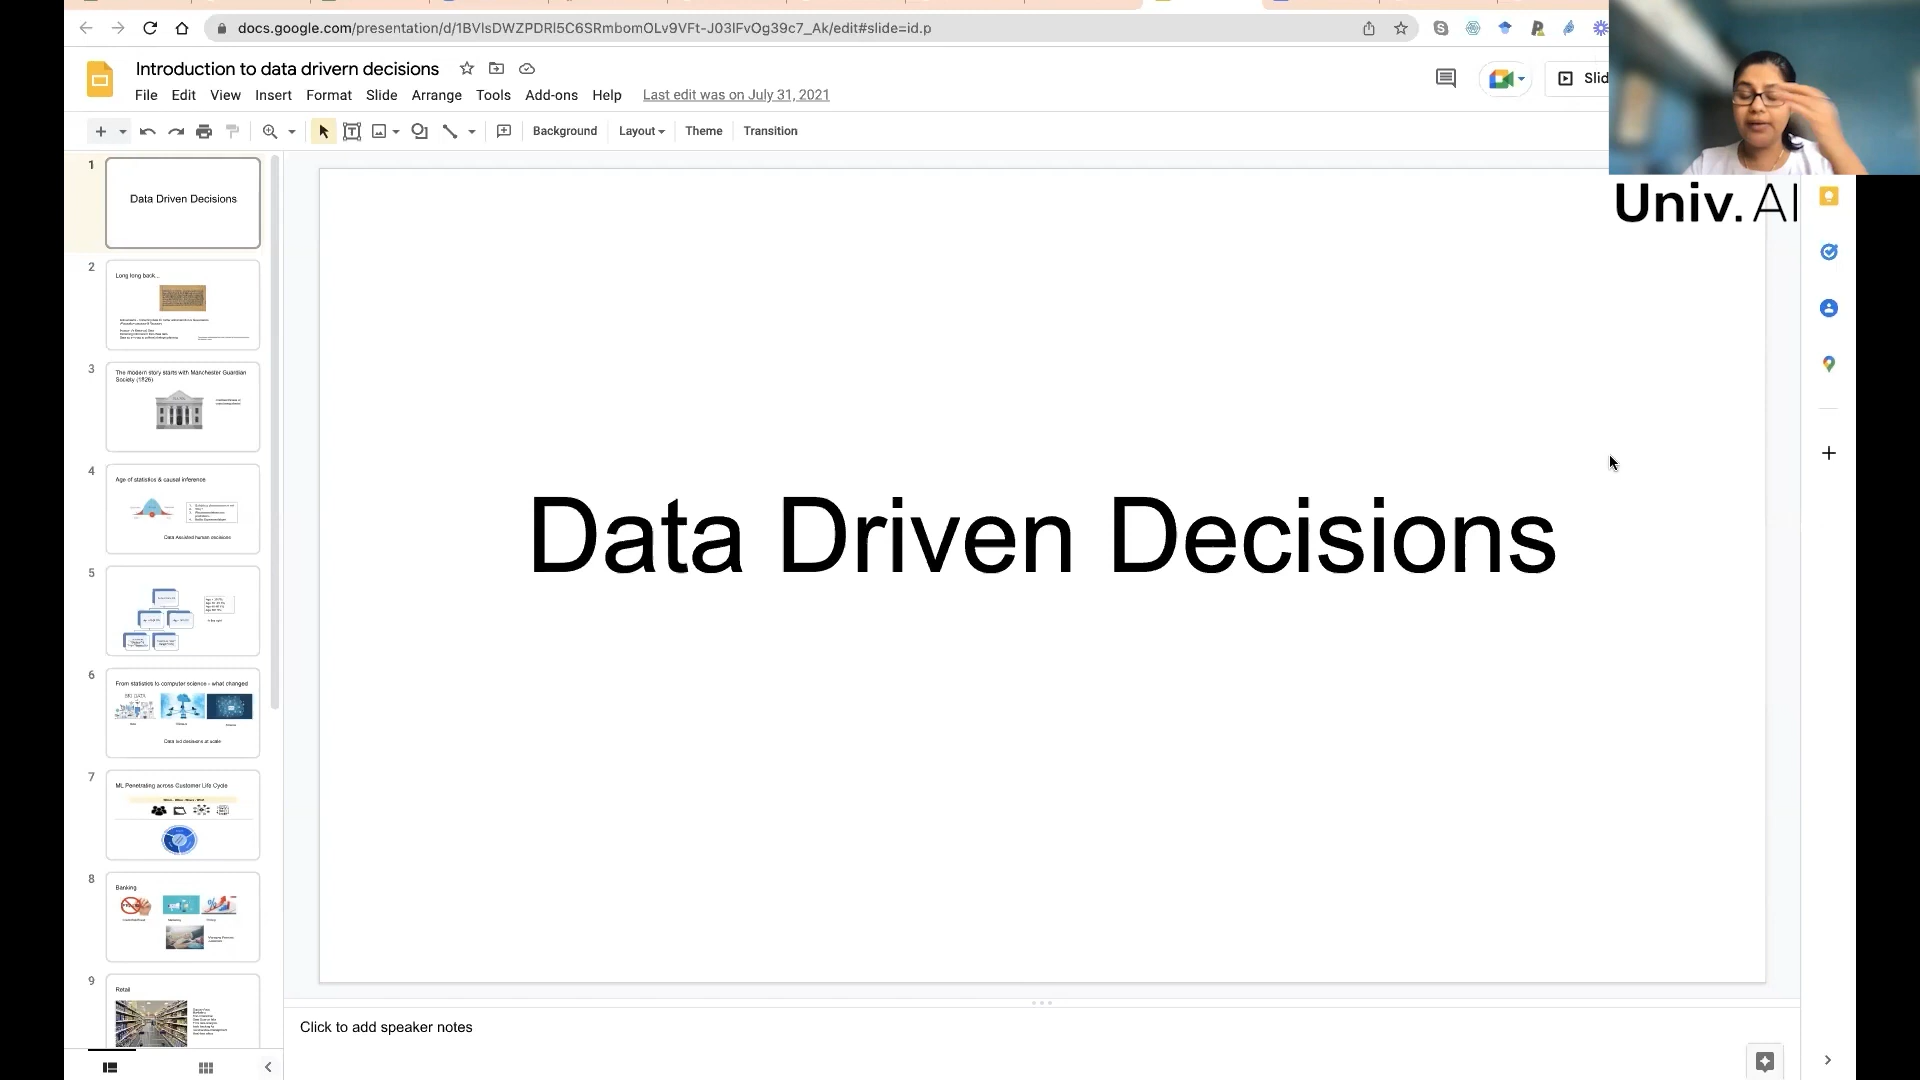 docs.google.com/presentation/d/1BVlsDWZPDRl5C6SRmbomOLv9VFt-J03lFvOg39c7_Ak/edit#slide=id.p
Introduction to data drivern decisions
Slid
File Edit View Insert Format Slide Arrange Tools Add-ons Help Last edit was on July 31, 2021
Background Layout Theme Transition
Univ.AI
1
Data Driven Decisions
2
Long long back...
3
The modern story starts with Manchester Guardian
Society (1826)
4
Age of statistics & causal inference
Data Assisted human decisions
5
6
From statistics to computer science - what changed
BIG DATA
Data led decisions at scale
7
ML Penetrating across Customer Life Cycle
8
Banking
Marketing
Pricing
9
Retail
Data Driven Decisions
Click to add speaker notes